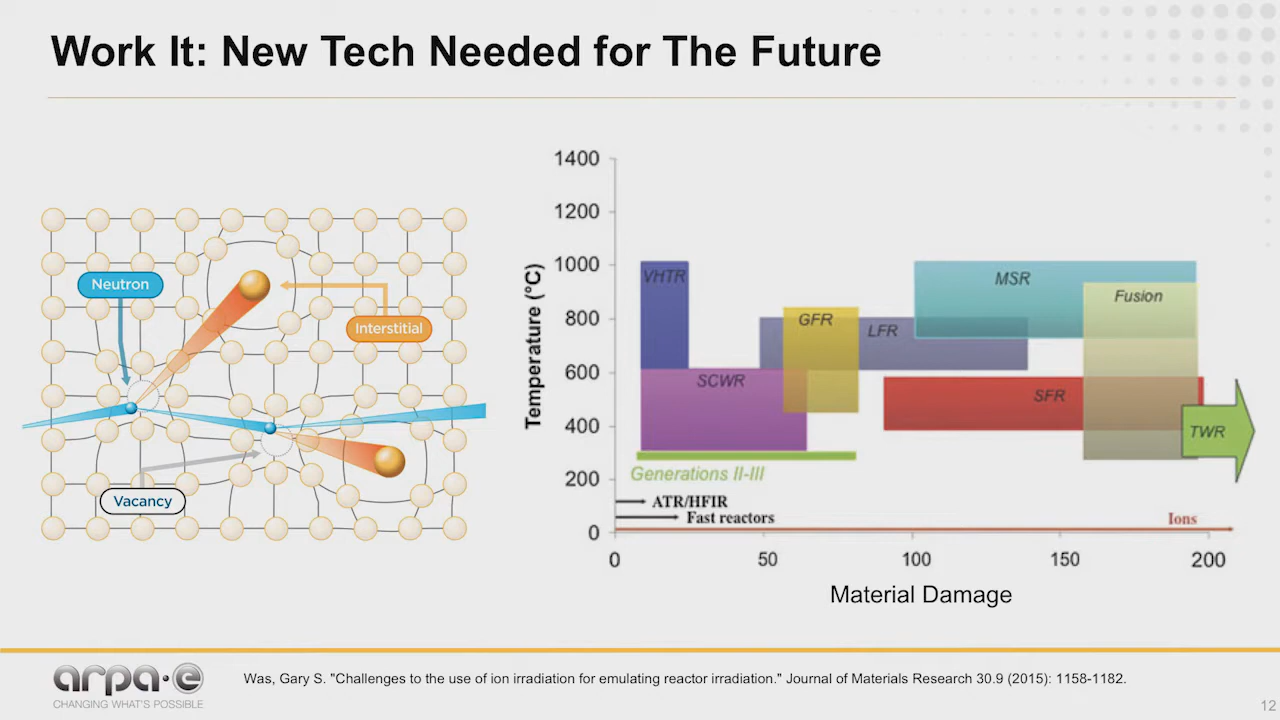 Work It: New Tech Needed for The Future
Neutron
Interstitial
Vacancy
Temperature (°C)
1400
1200
1000
800
600
400
200
0
VHTR
SCWR
GFR
LFR
MSR
Fusion
SFR
TWR
Generations II-III
ATR/HFIR
Fast reactors
Ions
0 50 100 150 200
Material Damage
arpa·e
CHANGING WHAT'S POSSIBLE
Was, Gary S. "Challenges to the use of ion irradiation for emulating reactor irradiation." Journal of Materials Research 30.9 (2015): 1158-1182.
12